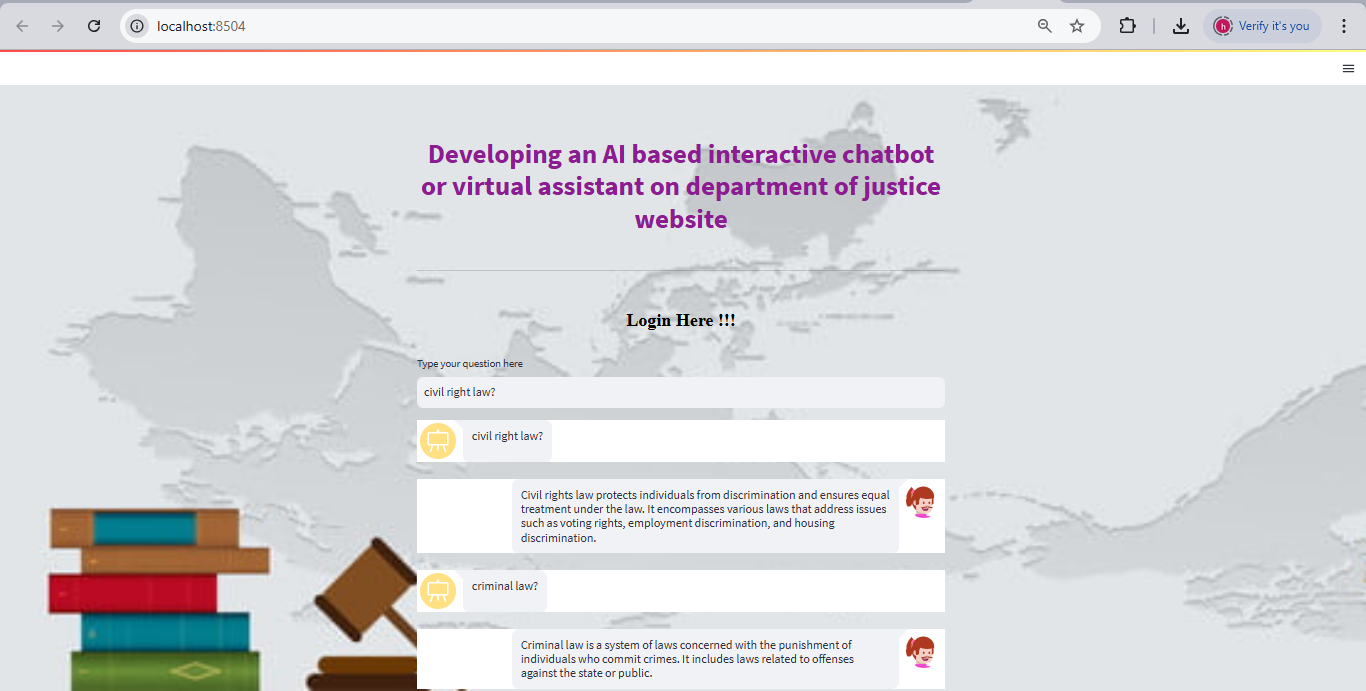 localhost:8504
h
Verify it's you
Developing an AI based interactive chatbot
or virtual assistant on department of justice
website
Login Here !!!
Type your question here
civil right law?
civil right law?
Civil rights law protects individuals from discrimination and ensures equal
treatment under the law. It encompasses various laws that address issues
such as voting rights, employment discrimination, and housing
discrimination.
criminal law?
Criminal law is a system of laws concerned with the punishment of
individuals who commit crimes. It includes laws related to offenses
against the state or public.